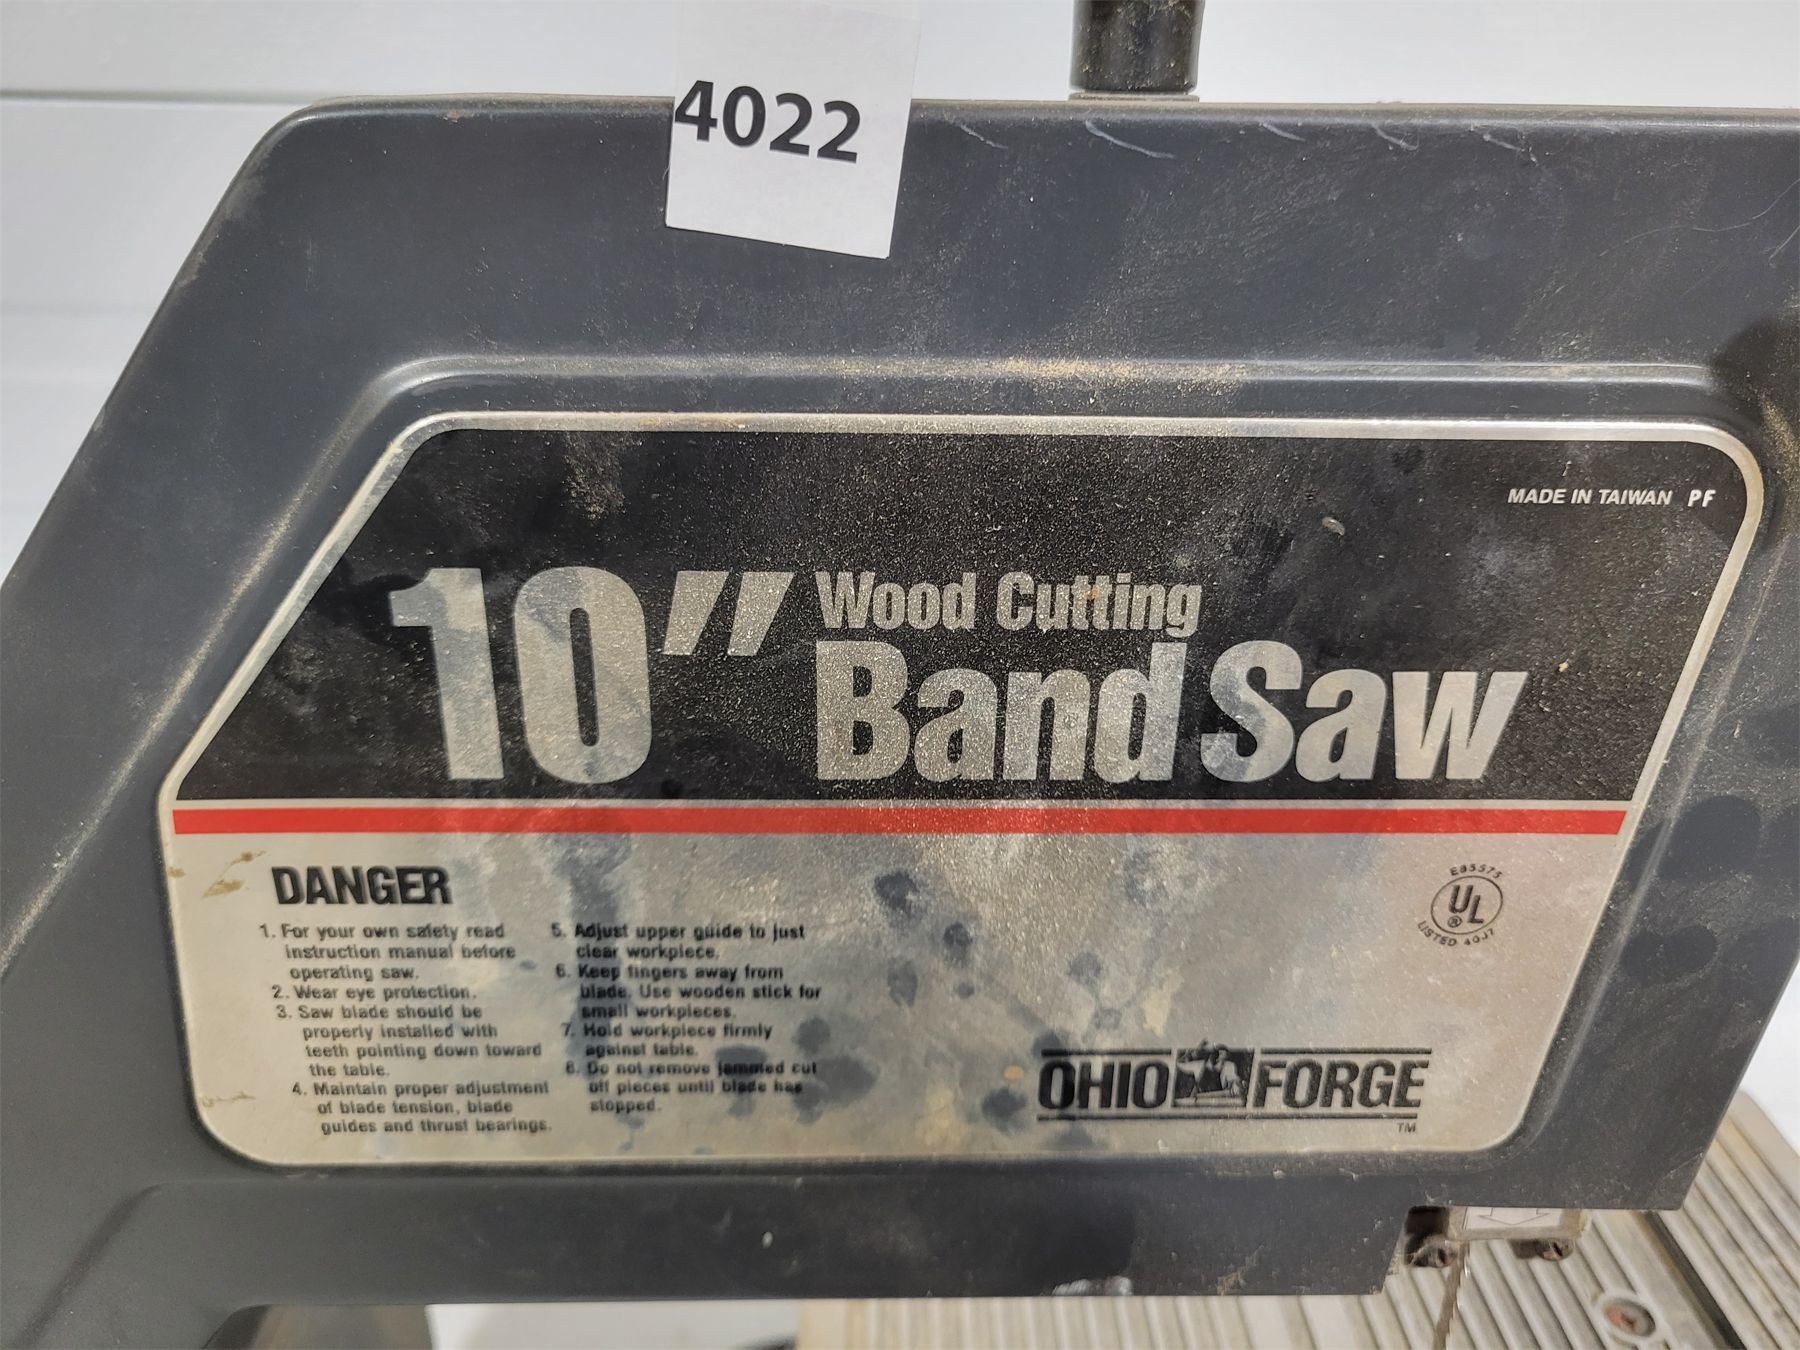 4022
MADE IN TAIWAN PF
10" Wood Cutting
Band Saw
DANGER
1. For your own safety read
instruction manual before
operating saw.
2. Wear eye protection.
3. Saw blade should be
properly installed with
teeth pointing down toward
the table.
4. Maintain proper adjustment
of blade tension, blade
guides and thrust bearings.
5. Adjust upper guide to just
clear workpiece.
6. Keep fingers away from
blade. Use wooden stick for
small workpieces.
7. Hold workpiece firmly
against table.
8. Do not remove jammed cut
off pieces until blade has
stopped.
E85575
UL
®
LISTED 40J7
OHIO FORGE
TM